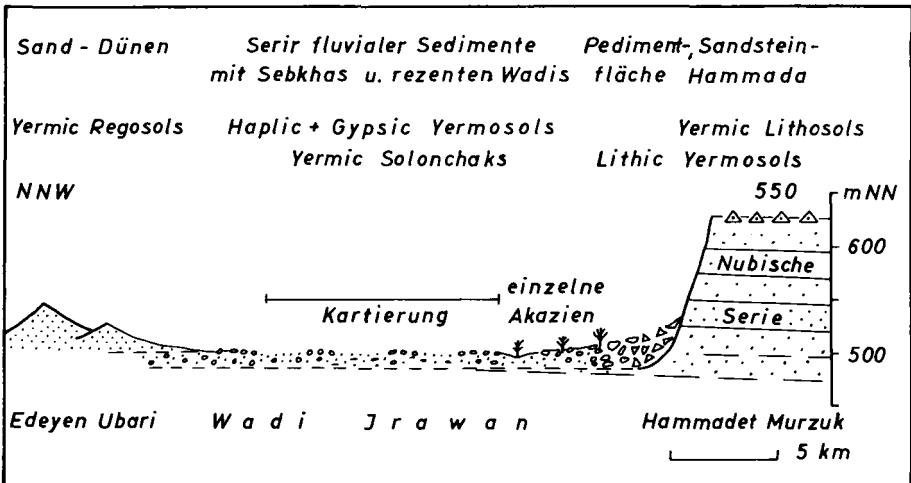 Sand - Dünen Serir fluvialer Sedimente Pediment-, Sandstein-
mit Sebkhas u. rezenten Wadis fläche Hammada
Yermic Regosols Haplic + Gypsic Yermosols Yermic Lithosols
Yermic Solonchaks Lithic Yermosols
NNW 550 mNN
600
Nubische
einzelne
Kartierung Akazien Serie
500
Edeyen Ubari Wadi Jrawan Hammadet Murzuk
5 km